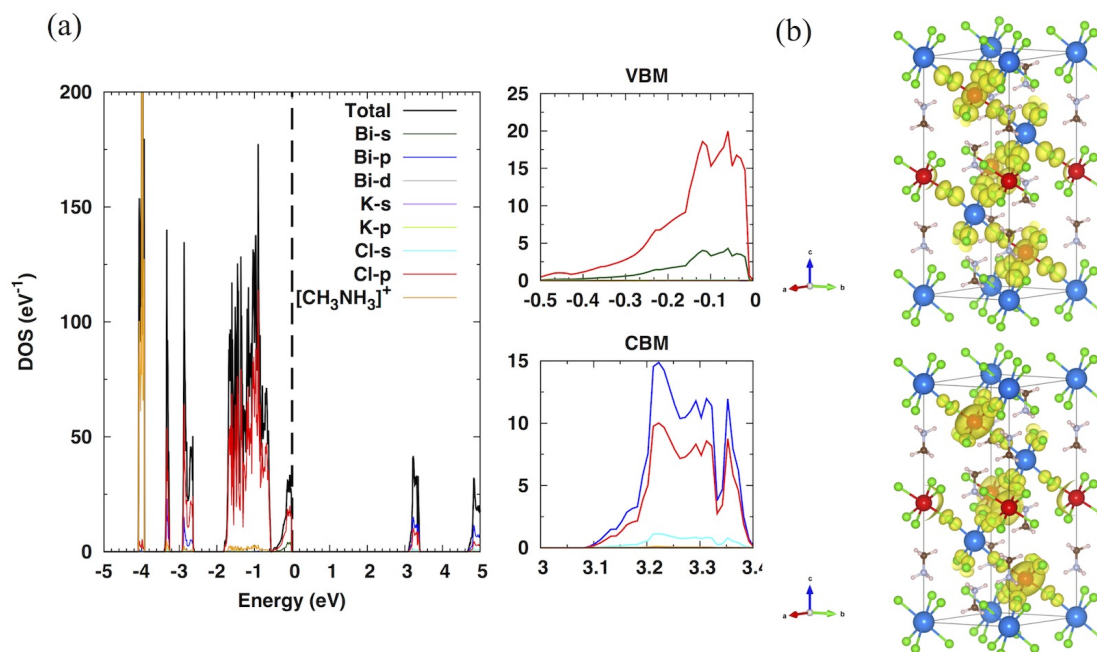 (a)
(b)
DOS (eV⁻¹)
200
150
100
50
0
-5 -4 -3 -2 -1 0 1 2 3 4 5
Energy (eV)
Total
Bi-s
Bi-p
Bi-d
K-s
K-p
Cl-s
Cl-p
[CH₃NH₃]⁺
VBM
25
20
15
10
5
0
-0.5 -0.4 -0.3 -0.2 -0.1 0
CBM
15
10
5
0
3 3.1 3.2 3.3 3.4
c
a b
c
a b